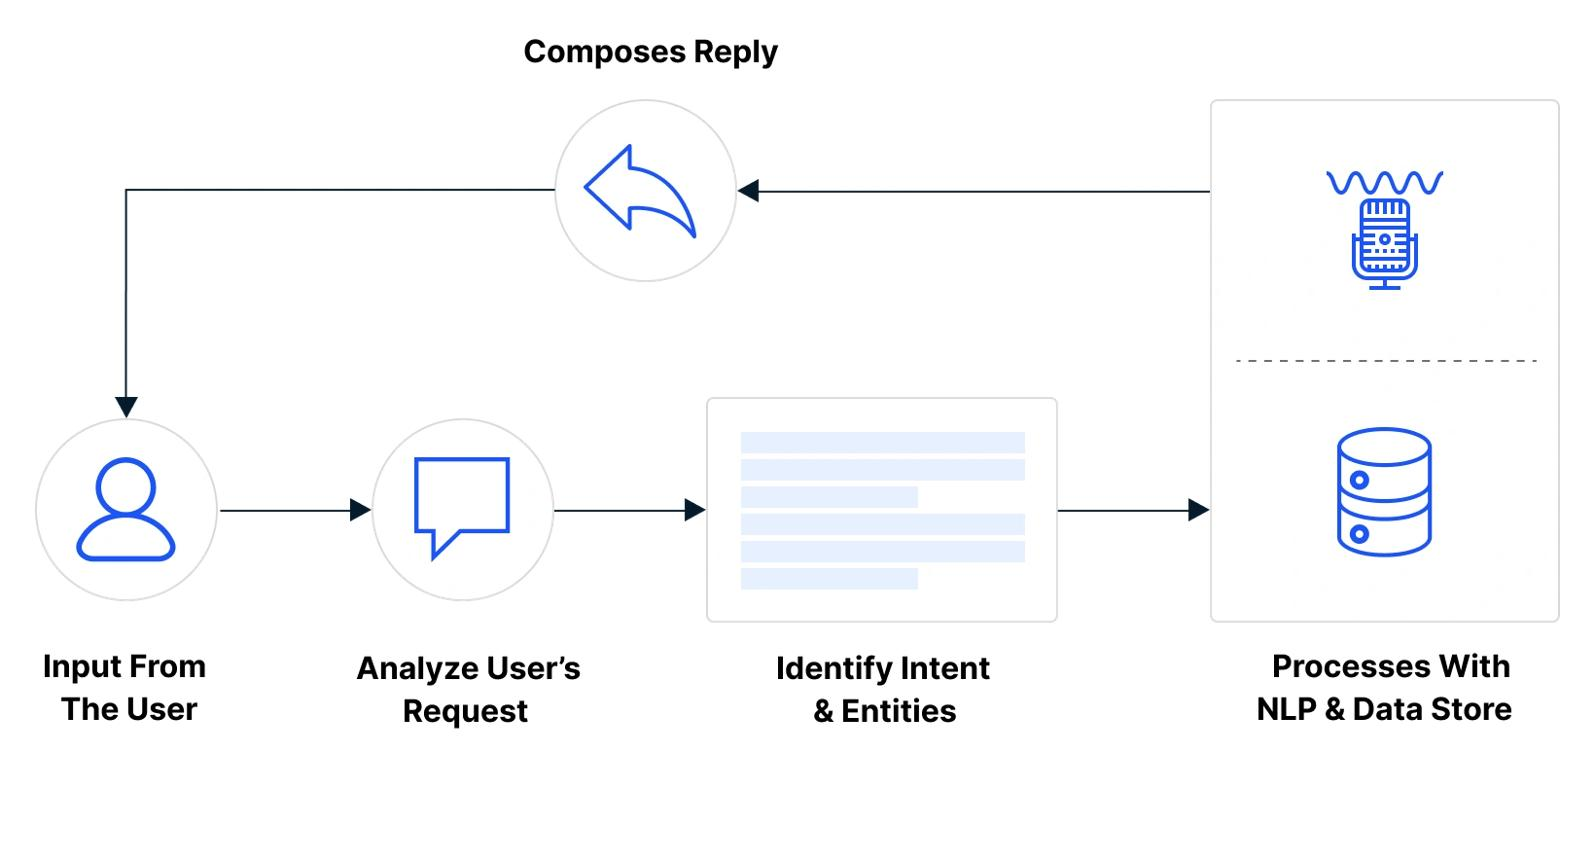 Composes Reply
Input From
The User
Analyze User’s
Request
Identify Intent
& Entities
Processes With
NLP & Data Store